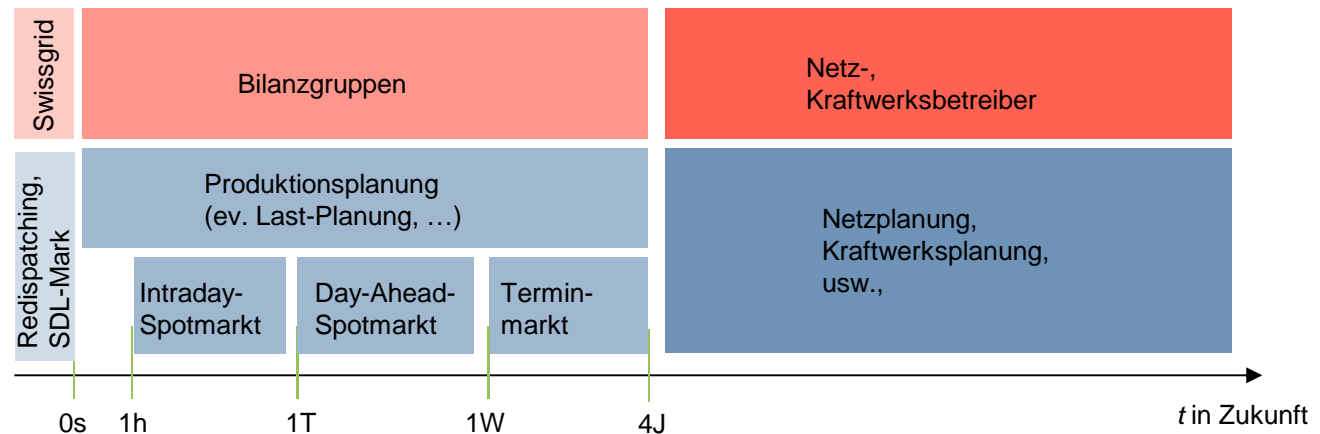 Swissgrid
Bilanzgruppen
Netz-,
Kraftwerksbetreiber
Redispatching,
SDL-Mark
Produktionsplanung
(ev. Last-Planung, …)
Netzplanung,
Kraftwerksplanung,
usw.,
Intraday-
Spotmarkt
Day-Ahead-
Spotmarkt
Termin-
markt
0s
1h
1T
1W
4J
t in Zukunft